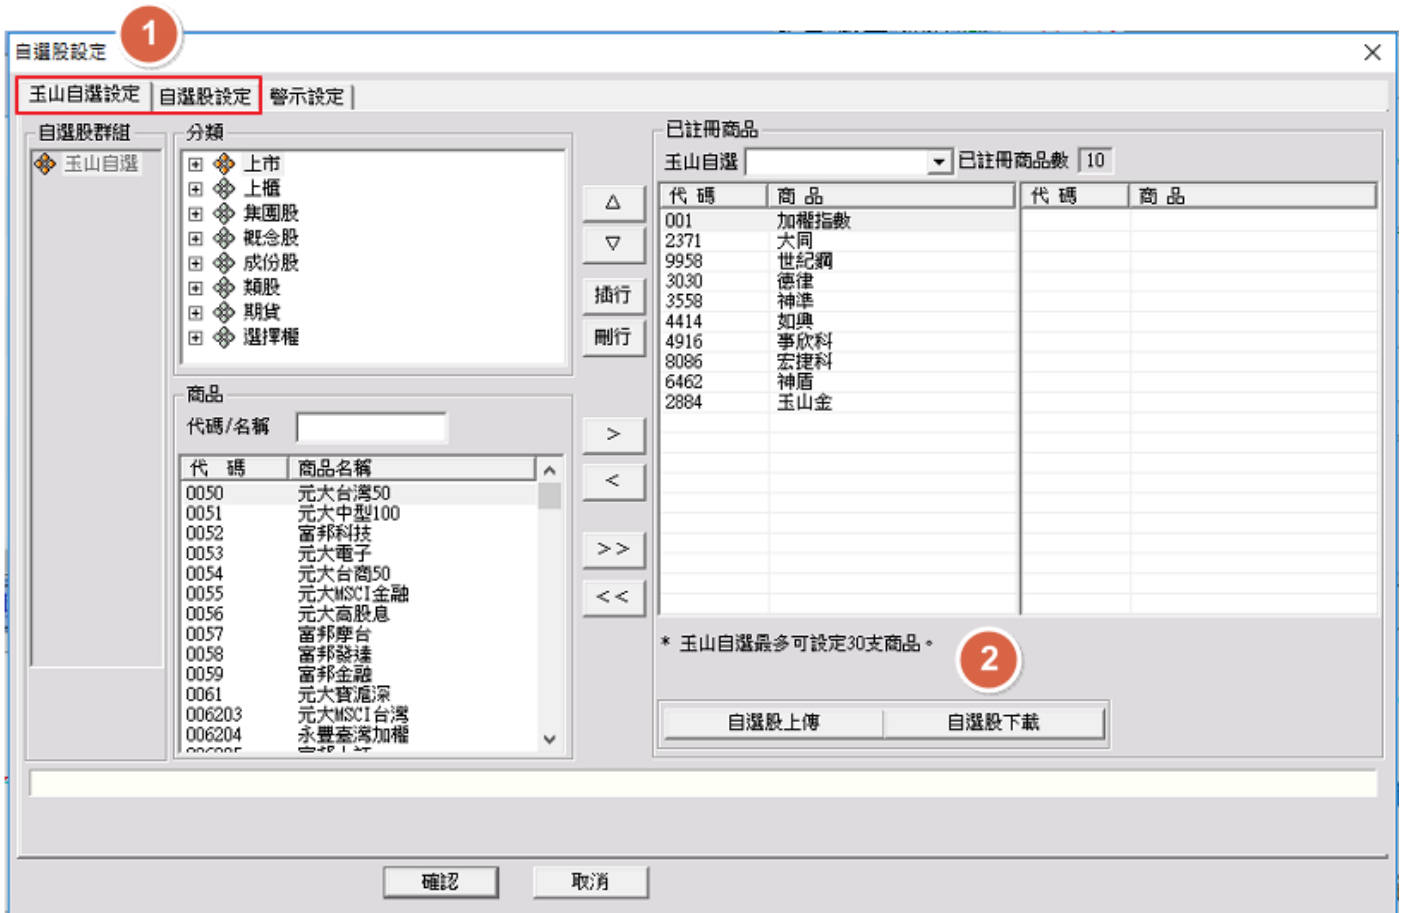 1
自選股設定
玉山自選設定 自選股設定 警示設定
自選股群組
玉山自選
分類
上市
上櫃
集團股
概念股
成份股
類股
期貨
選擇權
商品
代碼/名稱
代 碼 商品名稱
0050 元大台灣50
0051 元大中型100
0052 富邦科技
0053 元大電子
0054 元大台商50
0055 元大MSCI金融
0056 元大高股息
0057 富邦摩台
0058 富邦發達
0059 富邦金融
0061 元大寶滬深
006203 元大MSCI台灣
006204 永豐臺灣加權
△
▽
插行
刪行
>
<
>>
<<
已註冊商品
玉山自選 已註冊商品數 10
代 碼 商 品 代 碼 商 品
001 加權指數
2371 大同
9958 世紀鋼
3030 德律
3558 神準
4414 如興
4916 事欣科
8086 宏捷科
6462 神盾
2884 玉山金
* 玉山自選最多可設定30支商品。
2
自選股上傳 自選股下載
確認 取消